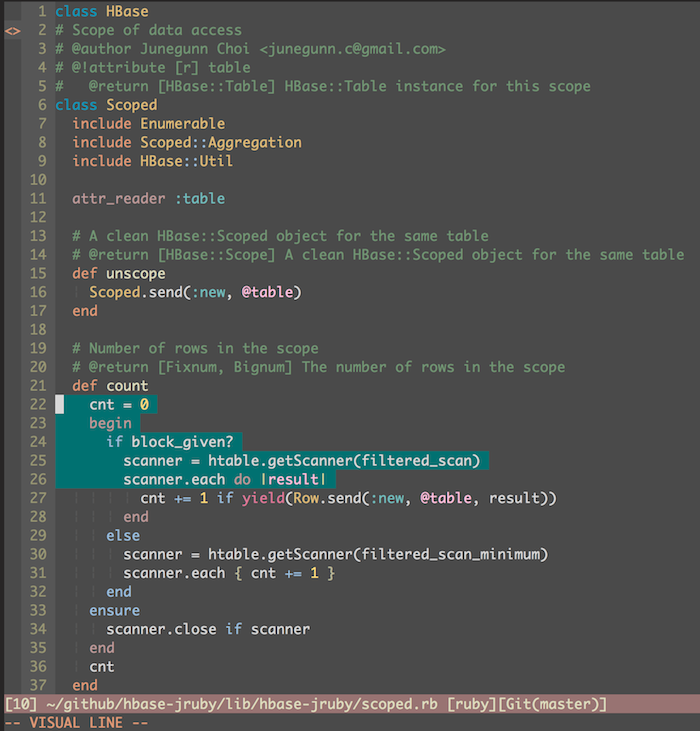 1 class HBase
<> 2 # Scope of data access
3 # @author Junegunn Choi <junegunn.c@gmail.com>
4 # @!attribute [r] table
5 #   @return [HBase::Table] HBase::Table instance for this scope
6 class Scoped
7   include Enumerable
8   include Scoped::Aggregation
9   include HBase::Util
10
11   attr_reader :table
12
13   # A clean HBase::Scoped object for the same table
14   # @return [HBase::Scope] A clean HBase::Scoped object for the same table
15   def unscope
16     Scoped.send(:new, @table)
17   end
18
19   # Number of rows in the scope
20   # @return [Fixnum, Bignum] The number of rows in the scope
21   def count
22     cnt = 0
23     begin
24       if block_given?
25         scanner = htable.getScanner(filtered_scan)
26         scanner.each do |result|
27           cnt += 1 if yield(Row.send(:new, @table, result))
28         end
29       else
30         scanner = htable.getScanner(filtered_scan_minimum)
31         scanner.each { cnt += 1 }
32       end
33     ensure
34       scanner.close if scanner
35     end
36     cnt
37   end
[10] ~/github/hbase-jruby/lib/hbase-jruby/scoped.rb [ruby][Git(master)]
-- VISUAL LINE --